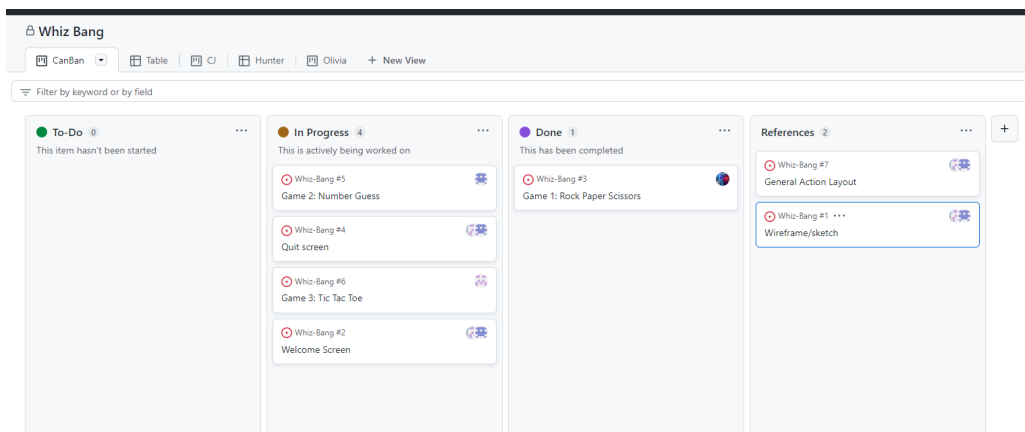 Whiz Bang
CanBan
Table
CJ
Hunter
Olivia
+ New View
Filter by keyword or by field
To-Do 0
This item hasn't been started
In Progress 4
This is actively being worked on
Whiz-Bang #5
Game 2: Number Guess
Whiz-Bang #4
Quit screen
Whiz-Bang #6
Game 3: Tic Tac Toe
Whiz-Bang #2
Welcome Screen
Done 1
This has been completed
Whiz-Bang #3
Game 1: Rock Paper Scissors
References 2
Whiz-Bang #7
General Action Layout
Whiz-Bang #1
Wireframe/sketch